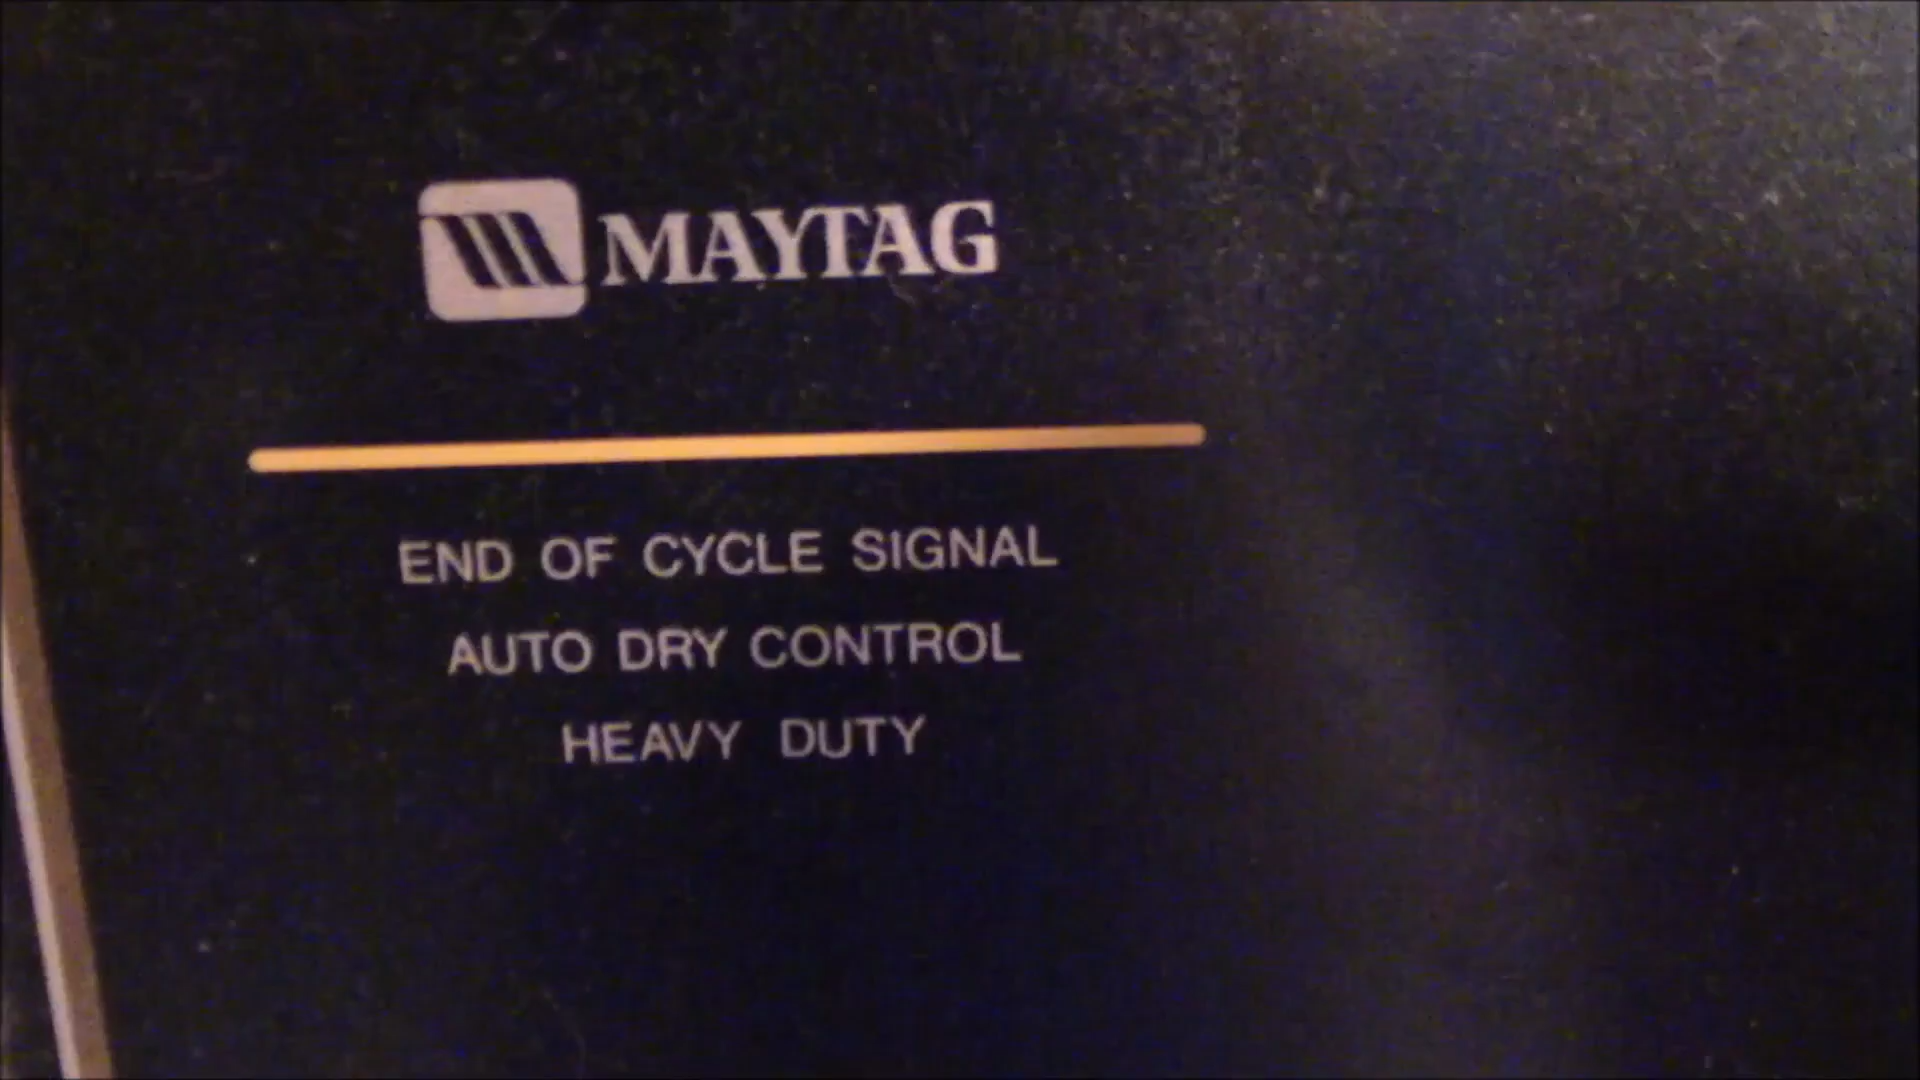 MAYTAG
END OF CYCLE SIGNAL
AUTO DRY CONTROL
HEAVY DUTY